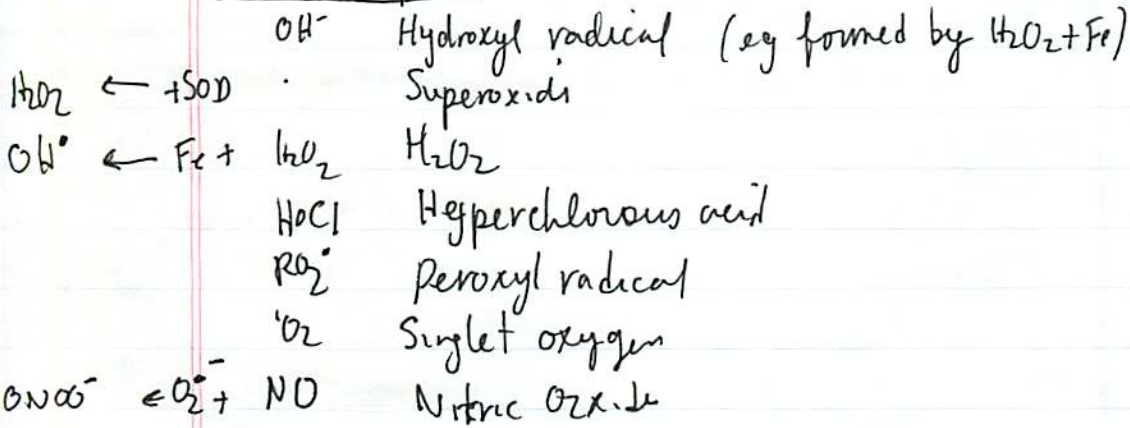 OH⁻ Hydroxyl radical (eg formed by H2O2+Fe)
H2O2 ← +SOD · Superoxide
OH• ← Fe + H2O2 H2O2
HOCl Hyperchlorous acid
RO2• Peroxyl radical
¹O2 Singlet oxygen
ONOO⁻ ← O2•⁻ + NO Nitric Oxide